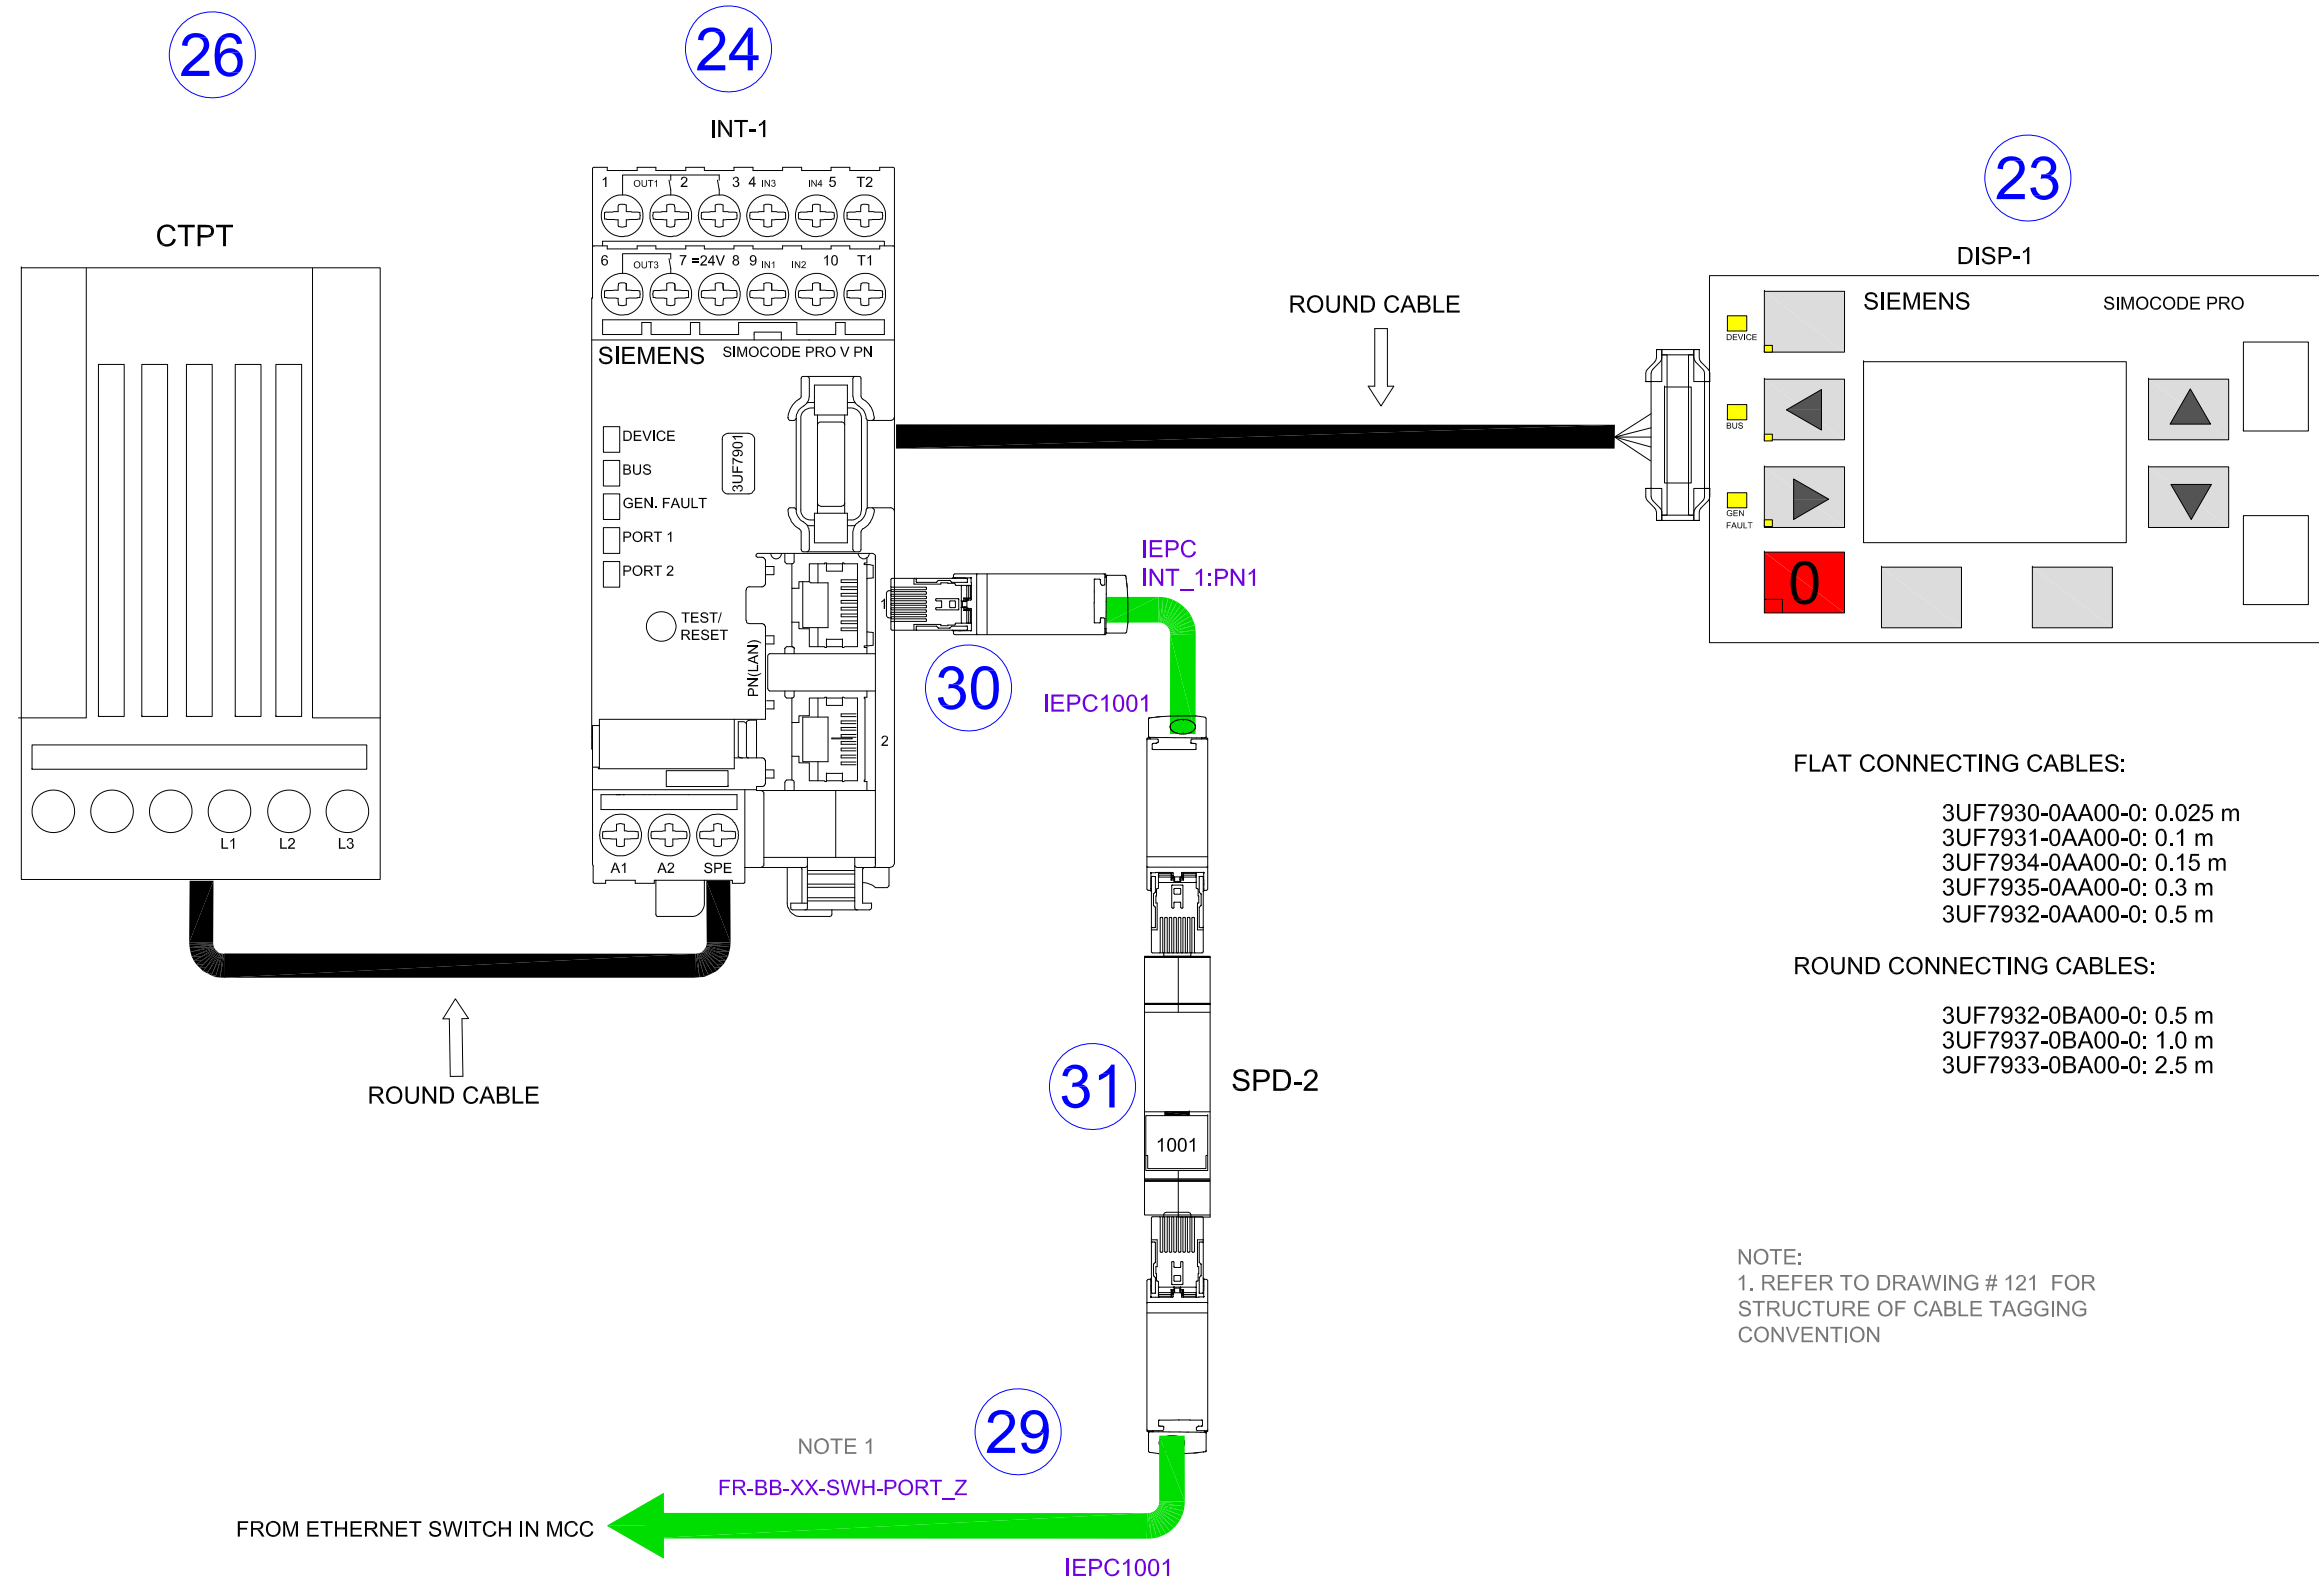 26
24
INT-1
23
CTPT
DISP-1
1 OUT1 2 3 4 IN3 IN4 5 T2
6 OUT3 7 =24V 8 9 IN1 IN2 10 T1
SIEMENS SIMOCODE PRO V PN
DEVICE
BUS
GEN. FAULT
PORT 1
PORT 2
3UF7901
TEST/
RESET
PN(LAN)
1
2
A1 A2 SPE
L1 L2 L3
ROUND CABLE
ROUND CABLE
SIEMENS SIMOCODE PRO
DEVICE
BUS
GEN
FAULT
0
IEPC
INT_1:PN1
30
IEPC1001
31
SPD-2
1001
29
NOTE 1
FR-BB-XX-SWH-PORT_Z
FROM ETHERNET SWITCH IN MCC
IEPC1001
FLAT CONNECTING CABLES:
3UF7930-0AA00-0: 0.025 m
3UF7931-0AA00-0: 0.1 m
3UF7934-0AA00-0: 0.15 m
3UF7935-0AA00-0: 0.3 m
3UF7932-0AA00-0: 0.5 m
ROUND CONNECTING CABLES:
3UF7932-0BA00-0: 0.5 m
3UF7937-0BA00-0: 1.0 m
3UF7933-0BA00-0: 2.5 m
NOTE:
1. REFER TO DRAWING # 121 FOR
STRUCTURE OF CABLE TAGGING
CONVENTION